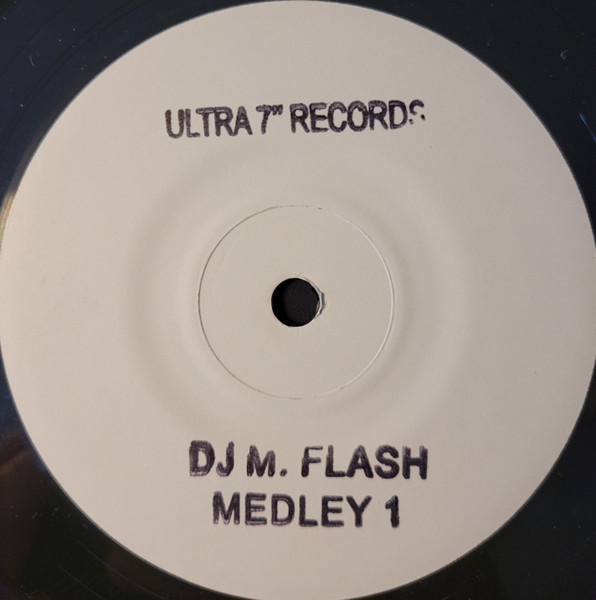 ULTRA 7" RECORDS
DJ M. FLASH
MEDLEY 1